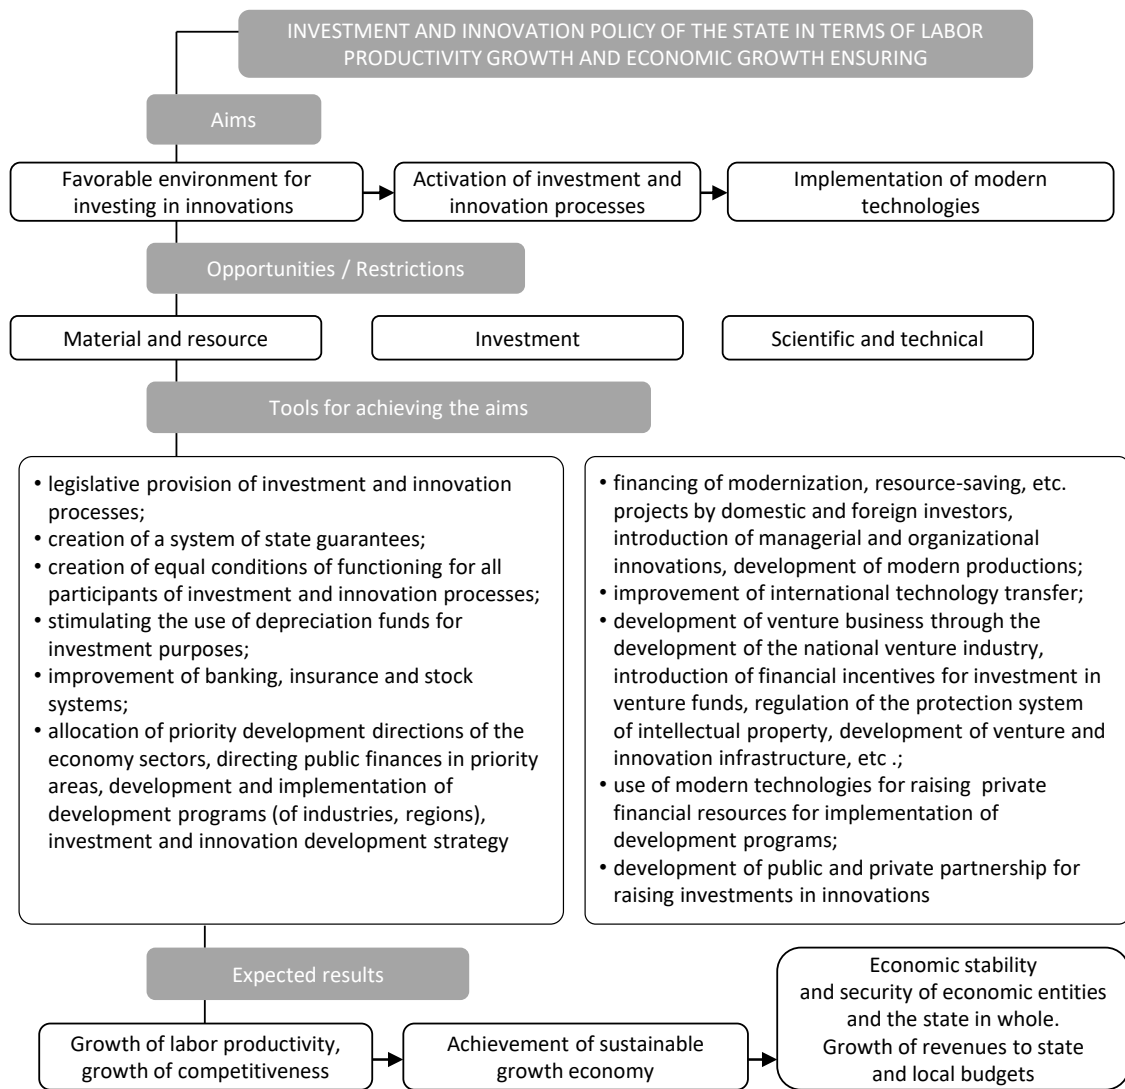 INVESTMENT AND INNOVATION POLICY OF THE STATE IN TERMS OF LABOR
PRODUCTIVITY GROWTH AND ECONOMIC GROWTH ENSURING
Aims
Favorable environment for
investing in innovations
Activation of investment and
innovation processes
Implementation of modern
technologies
Opportunities / Restrictions
Material and resource
Investment
Scientific and technical
Tools for achieving the aims
• legislative provision of investment and innovation
processes;
• creation of a system of state guarantees;
• creation of equal conditions of functioning for all
participants of investment and innovation processes;
• stimulating the use of depreciation funds for
investment purposes;
• improvement of banking, insurance and stock
systems;
• allocation of priority development directions of the
economy sectors, directing public finances in priority
areas, development and implementation of
development programs (of industries, regions),
investment and innovation development strategy
• financing of modernization, resource-saving, etc.
projects by domestic and foreign investors,
introduction of managerial and organizational
innovations, development of modern productions;
• improvement of international technology transfer;
• development of venture business through the
development of the national venture industry,
introduction of financial incentives for investment in
venture funds, regulation of the protection system
of intellectual property, development of venture and
innovation infrastructure, etc .;
• use of modern technologies for raising  private
financial resources for implementation of
development programs;
• development of public and private partnership for
raising investments in innovations
Expected results
Growth of labor productivity,
growth of competitiveness
Achievement of sustainable
growth economy
Economic stability
and security of economic entities
and the state in whole.
Growth of revenues to state
and local budgets